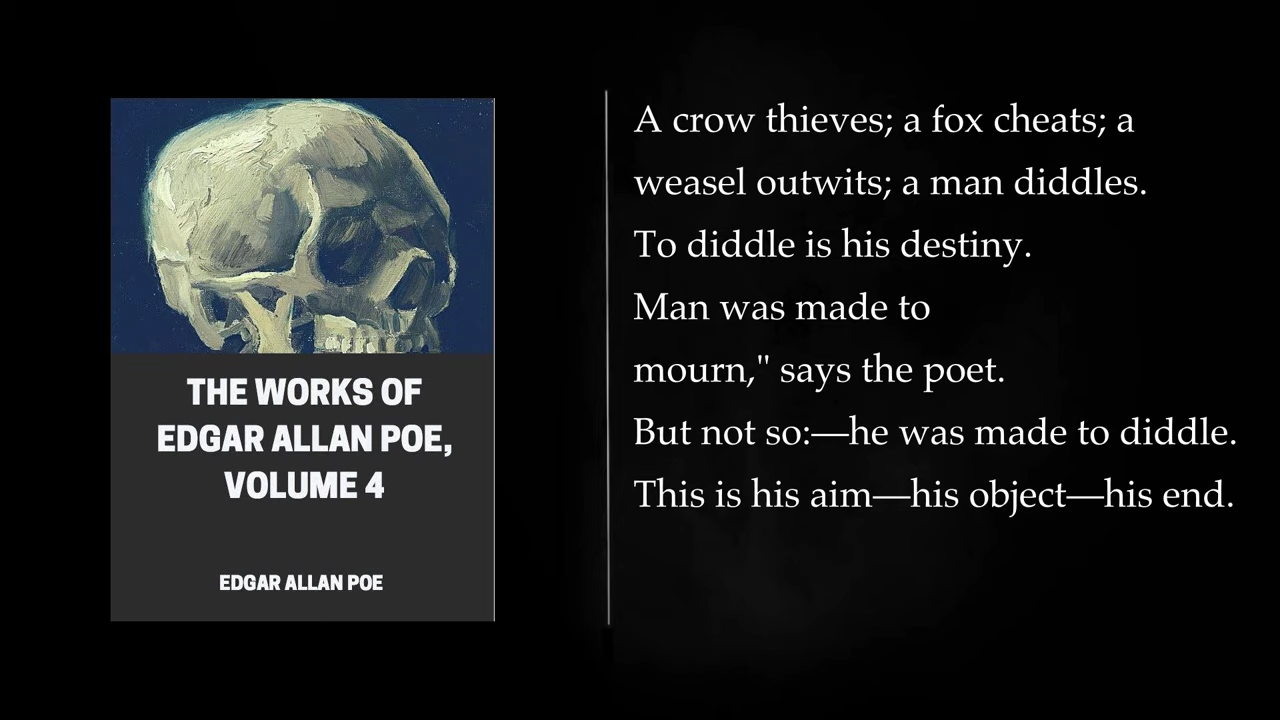 THE WORKS OF
EDGAR ALLAN POE,
VOLUME 4
EDGAR ALLAN POE
A crow thieves; a fox cheats; a
weasel outwits; a man diddles.
To diddle is his destiny.
Man was made to
mourn," says the poet.
But not so:—he was made to diddle.
This is his aim—his object—his end.